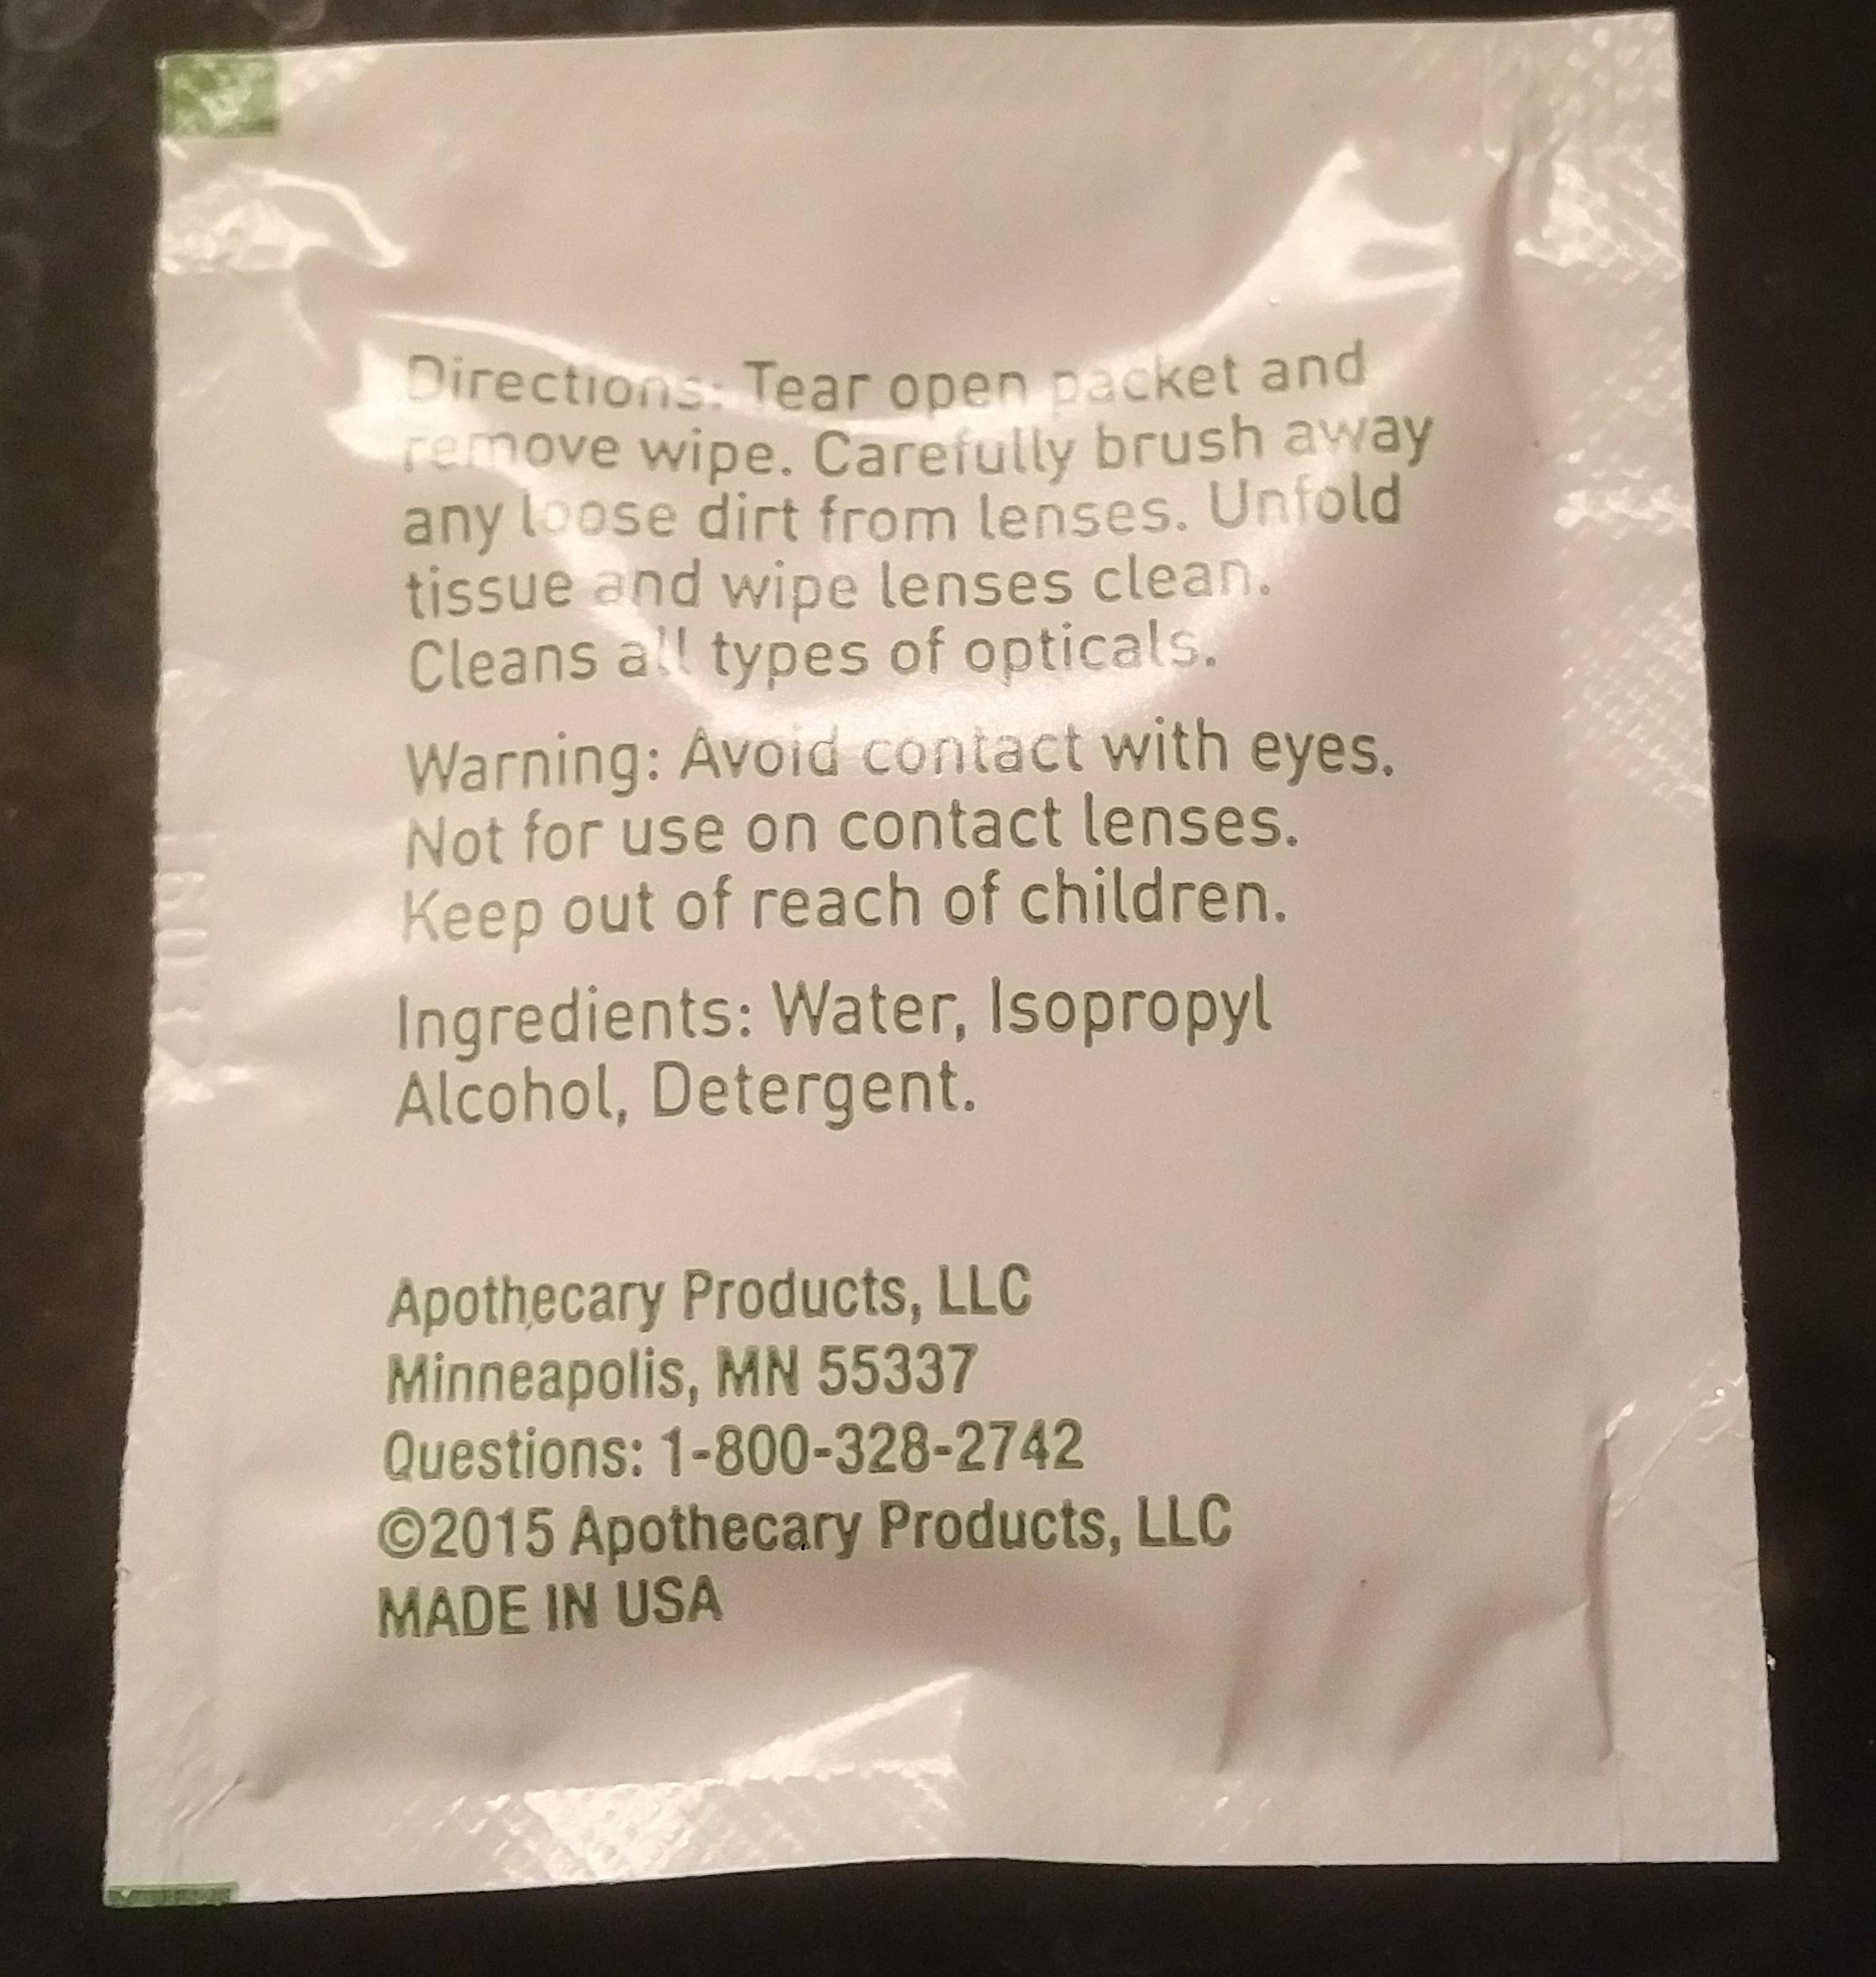 Directions: Tear open packet and
remove wipe. Carefully brush away
any loose dirt from lenses. Unfold
tissue and wipe lenses clean.
Cleans all types of opticals.
Warning: Avoid contact with eyes.
Not for use on contact lenses.
Keep out of reach of children.
Ingredients: Water, Isopropyl
Alcohol, Detergent.
Apothecary Products, LLC
Minneapolis, MN 55337
Questions: 1-800-328-2742
©2015 Apothecary Products, LLC
MADE IN USA